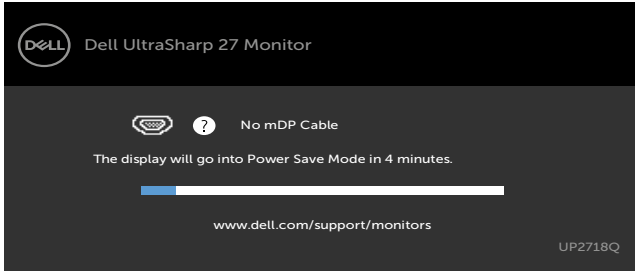 DELL
Dell UltraSharp 27 Monitor
? No mDP Cable
The display will go into Power Save Mode in 4 minutes.
www.dell.com/support/monitors
UP2718Q